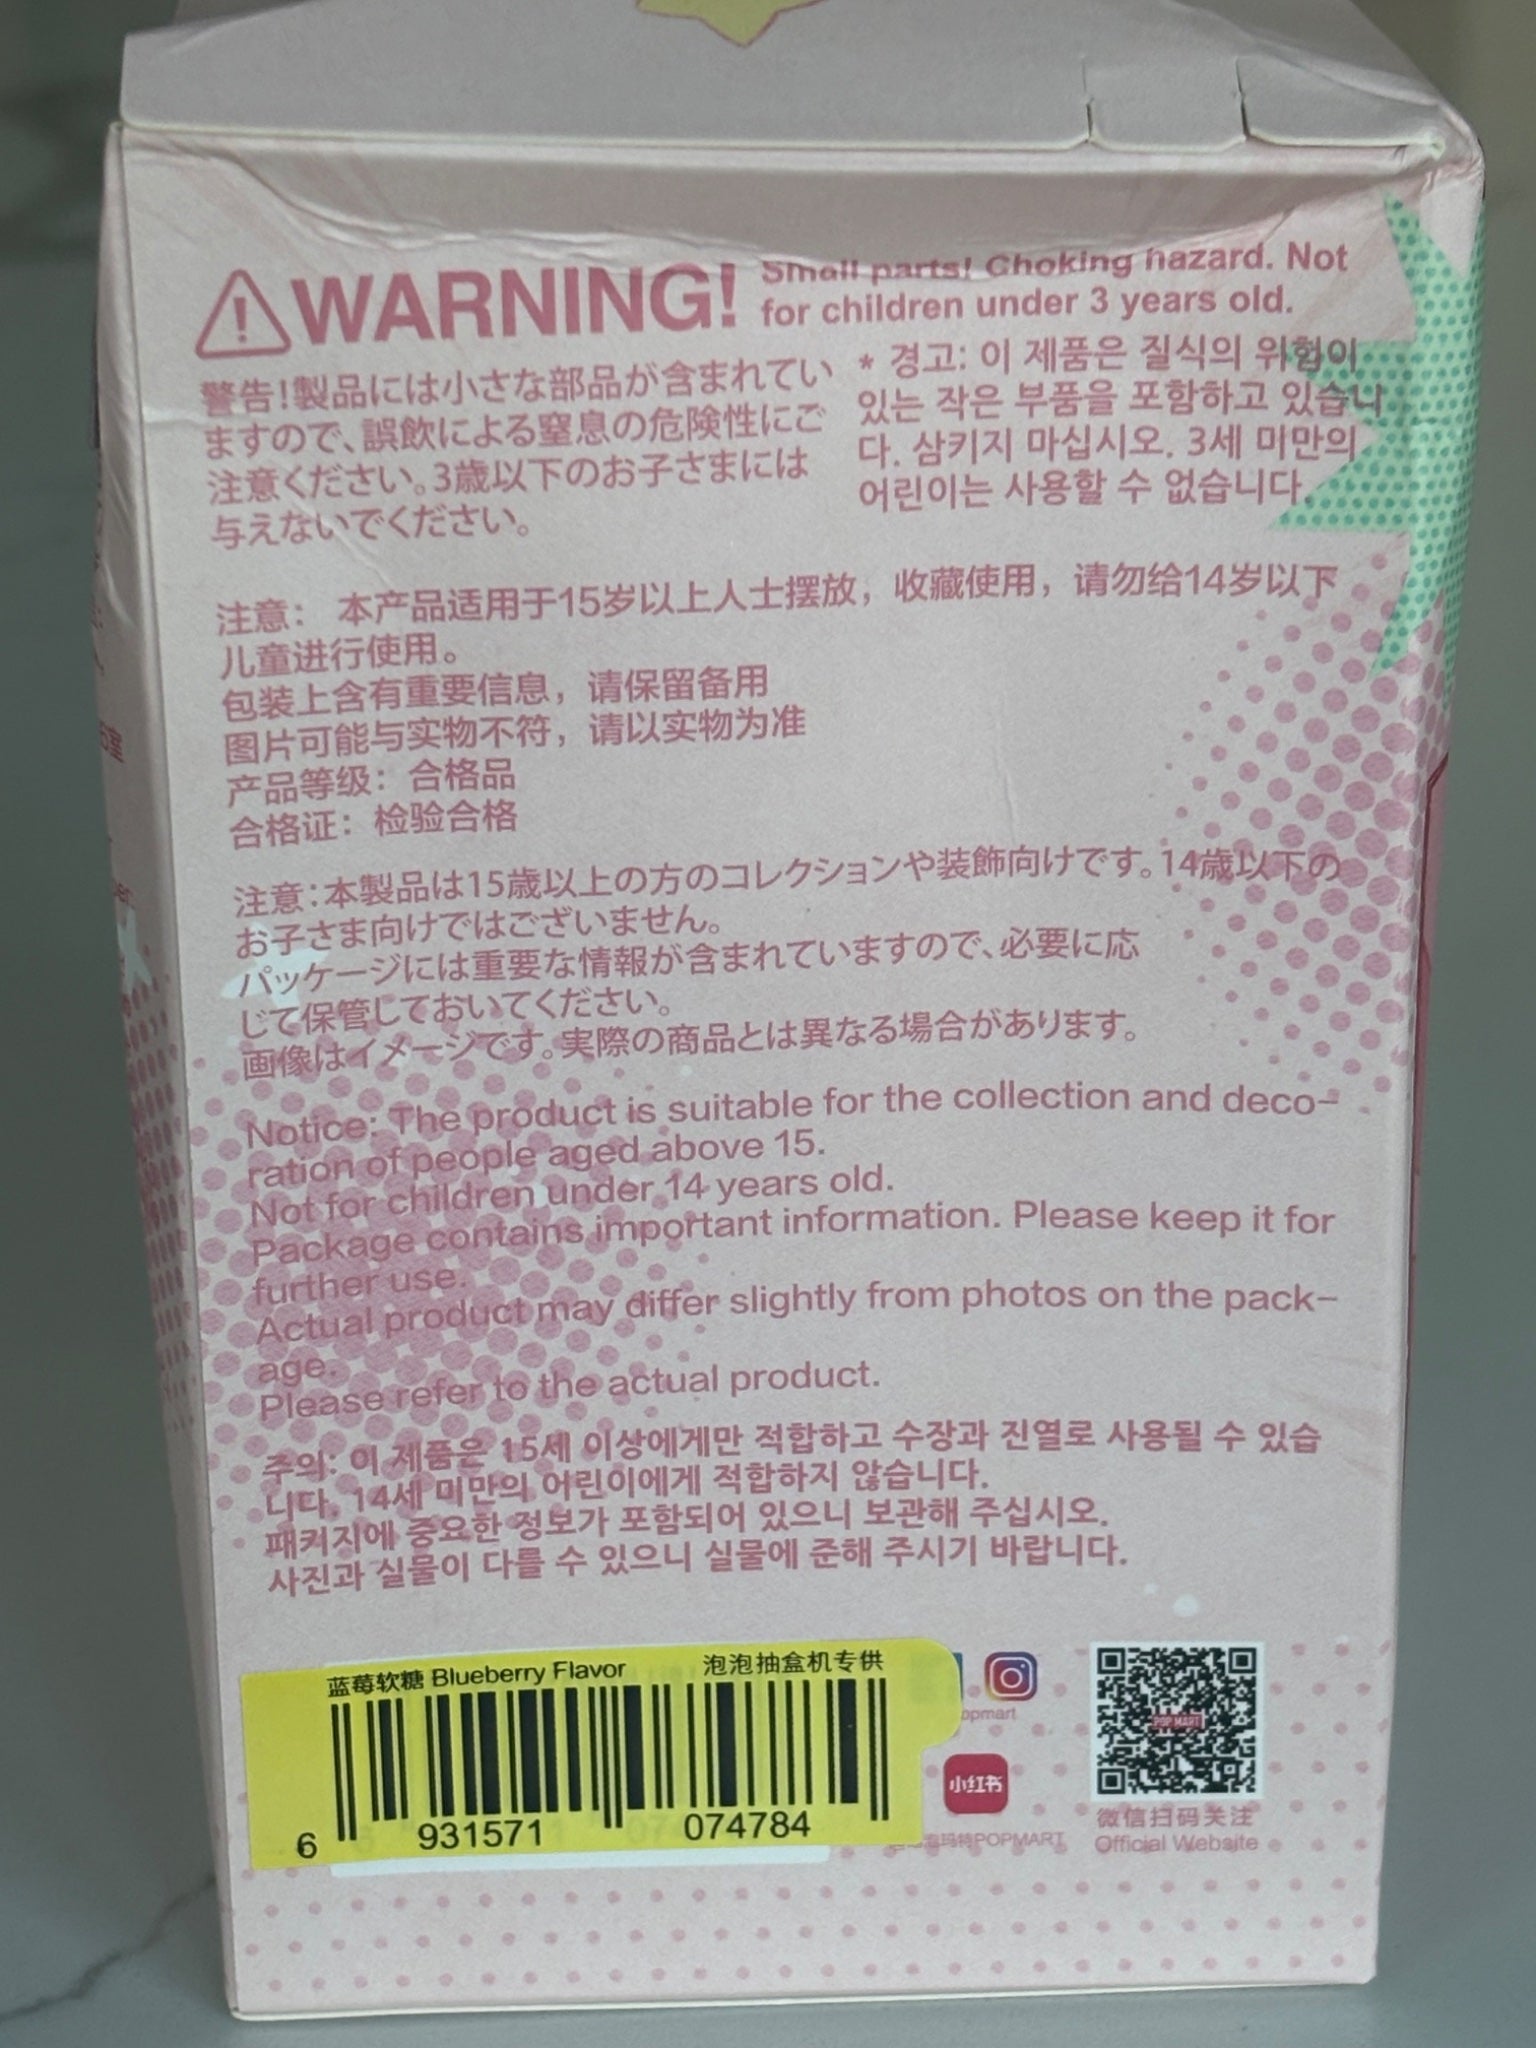 WARNING! Small parts! Choking hazard. Not
for children under 3 years old.
警告!製品には小さな部品が含まれてい
ますので、誤飲による窒息の危険性にご
注意ください。3歳以下のお子さまには
与えないでください。
* 경고: 이 제품은 질식의 위험이
있는 작은 부품을 포함하고 있습니
다. 삼키지 마십시오. 3세 미만의
어린이는 사용할 수 없습니다.
注意： 本产品适用于15岁以上人士摆放，收藏使用，请勿给14岁以下
儿童进行使用。
包装上含有重要信息，请保留备用
图片可能与实物不符，请以实物为准
产品等级：合格品
合格证：检验合格
注意：本製品は15歳以上の方のコレクションや装飾向けです。14歳以下の
お子さま向けではございません。
パッケージには重要な情報が含まれていますので、必要に応
じて保管しておいてください。
画像はイメージです。実際の商品とは異なる場合があります。
Notice: The product is suitable for the collection and deco-
ration of people aged above 15.
Not for children under 14 years old.
Package contains important information. Please keep it for
further use.
Actual product may differ slightly from photos on the pack-
age.
Please refer to the actual product.
주의: 이 제품은 15세 이상에게만 적합하고 수장과 진열로 사용될 수 있습
니다. 14세 미만의 어린이에게 적합하지 않습니다.
패커지에 중요한 정보가 포함되어 있으니 보관해 주십시오.
사진과 실물이 다를 수 있으니 실물에 준해 주시기 바랍니다.
蓝莓软糖 Blueberry Flavor 泡泡抽盒机专供
6 931571 074784
popmart
小红书
泡玛特POPMART
POP MART
微信扫码关注
Official Website